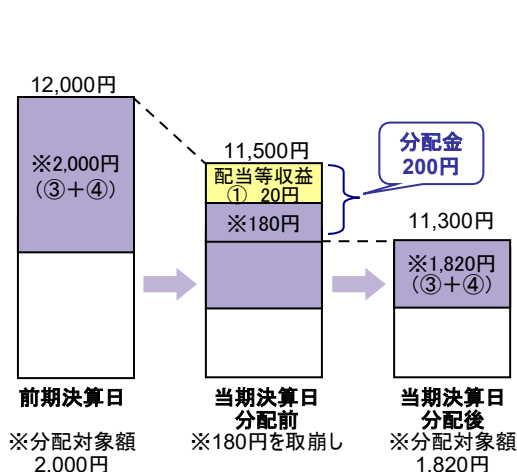 12,000円
※2,000円
(③+④)
前期決算日
※分配対象額
2,000円
11,500円
配当等収益
① 20円
※180円
当期決算日
分配前
※180円を取崩し
分配金
200円
11,300円
※1,820円
(③+④)
当期決算日
分配後
※分配対象額
1,820円